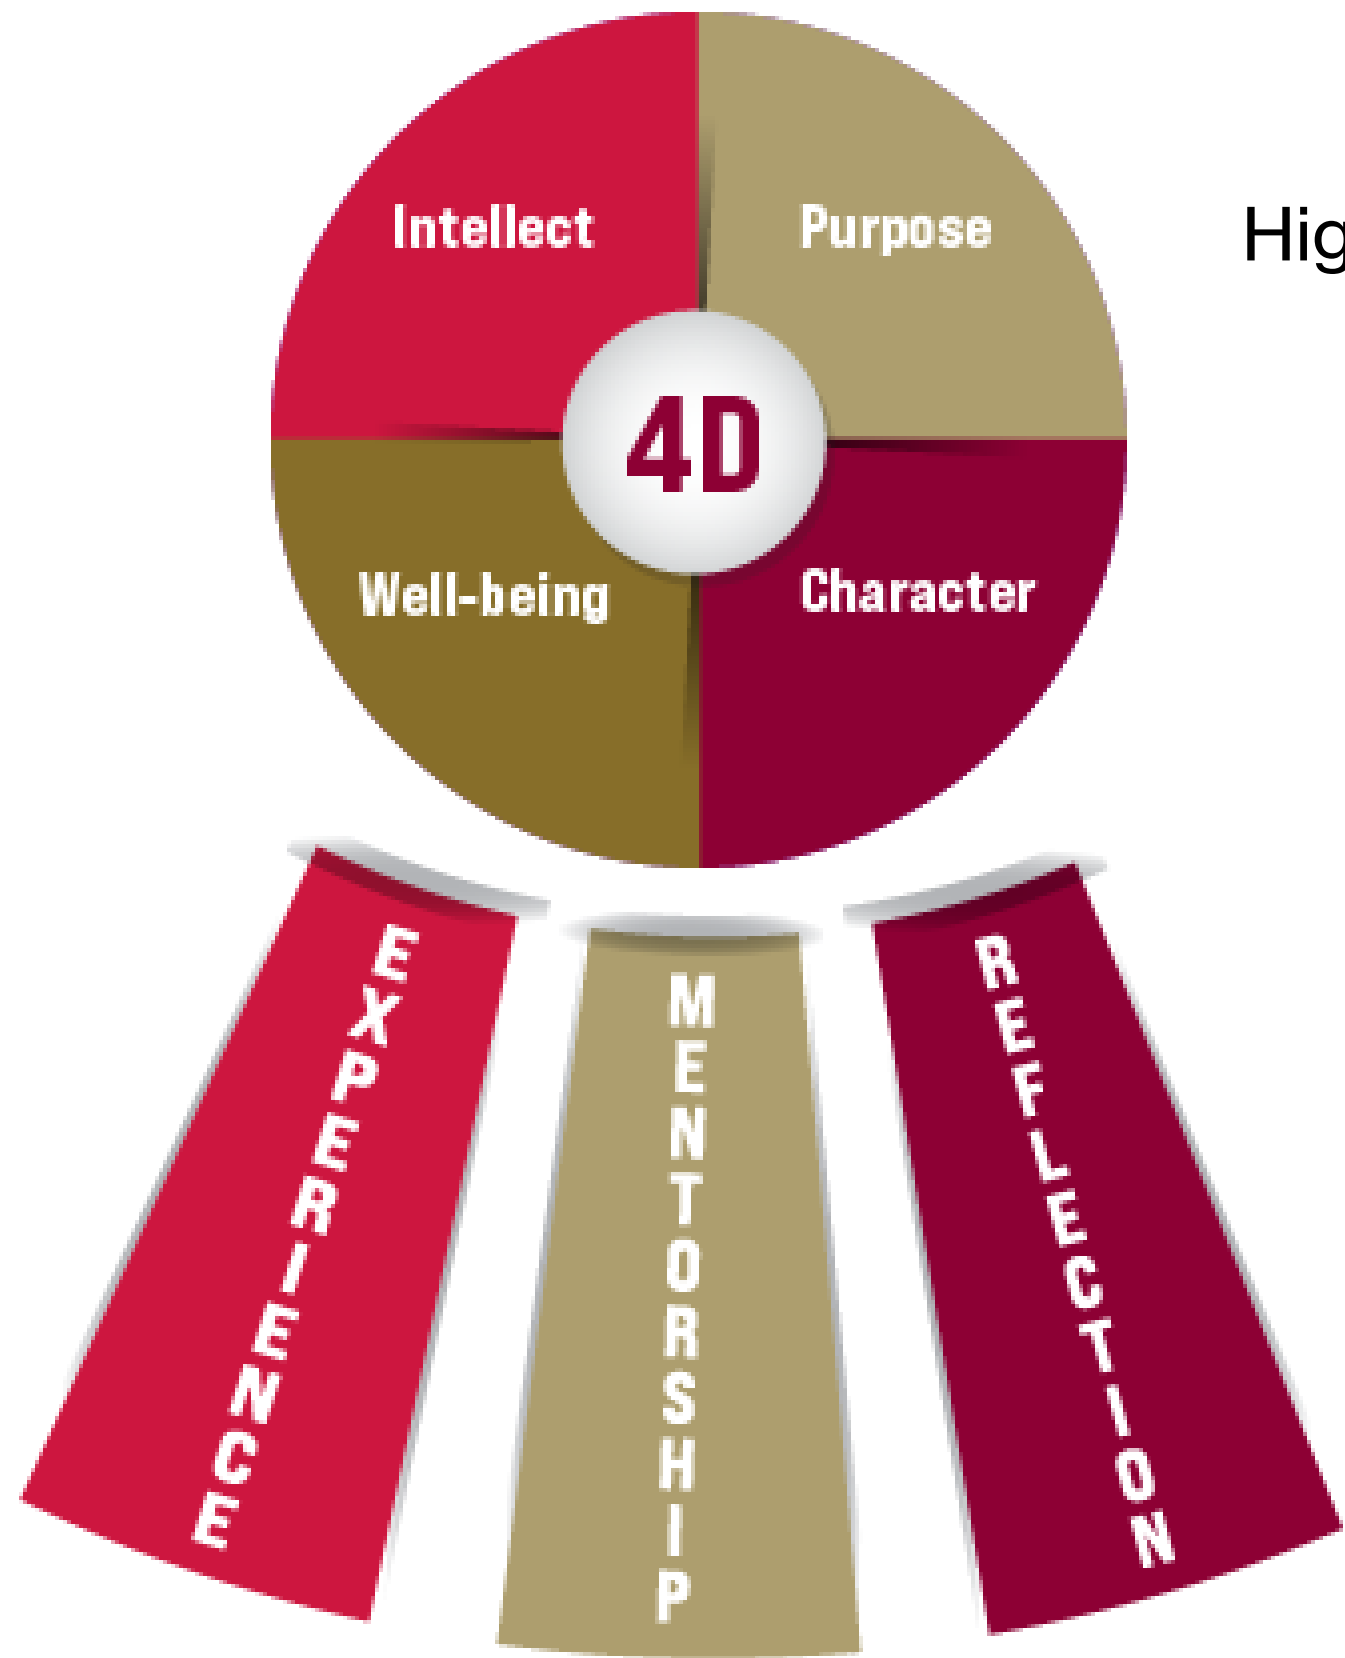 Intellect
Purpose
Hig
4D
Well-being
Character
EXPERIENCE
MENTORSHIP
REFLECTION